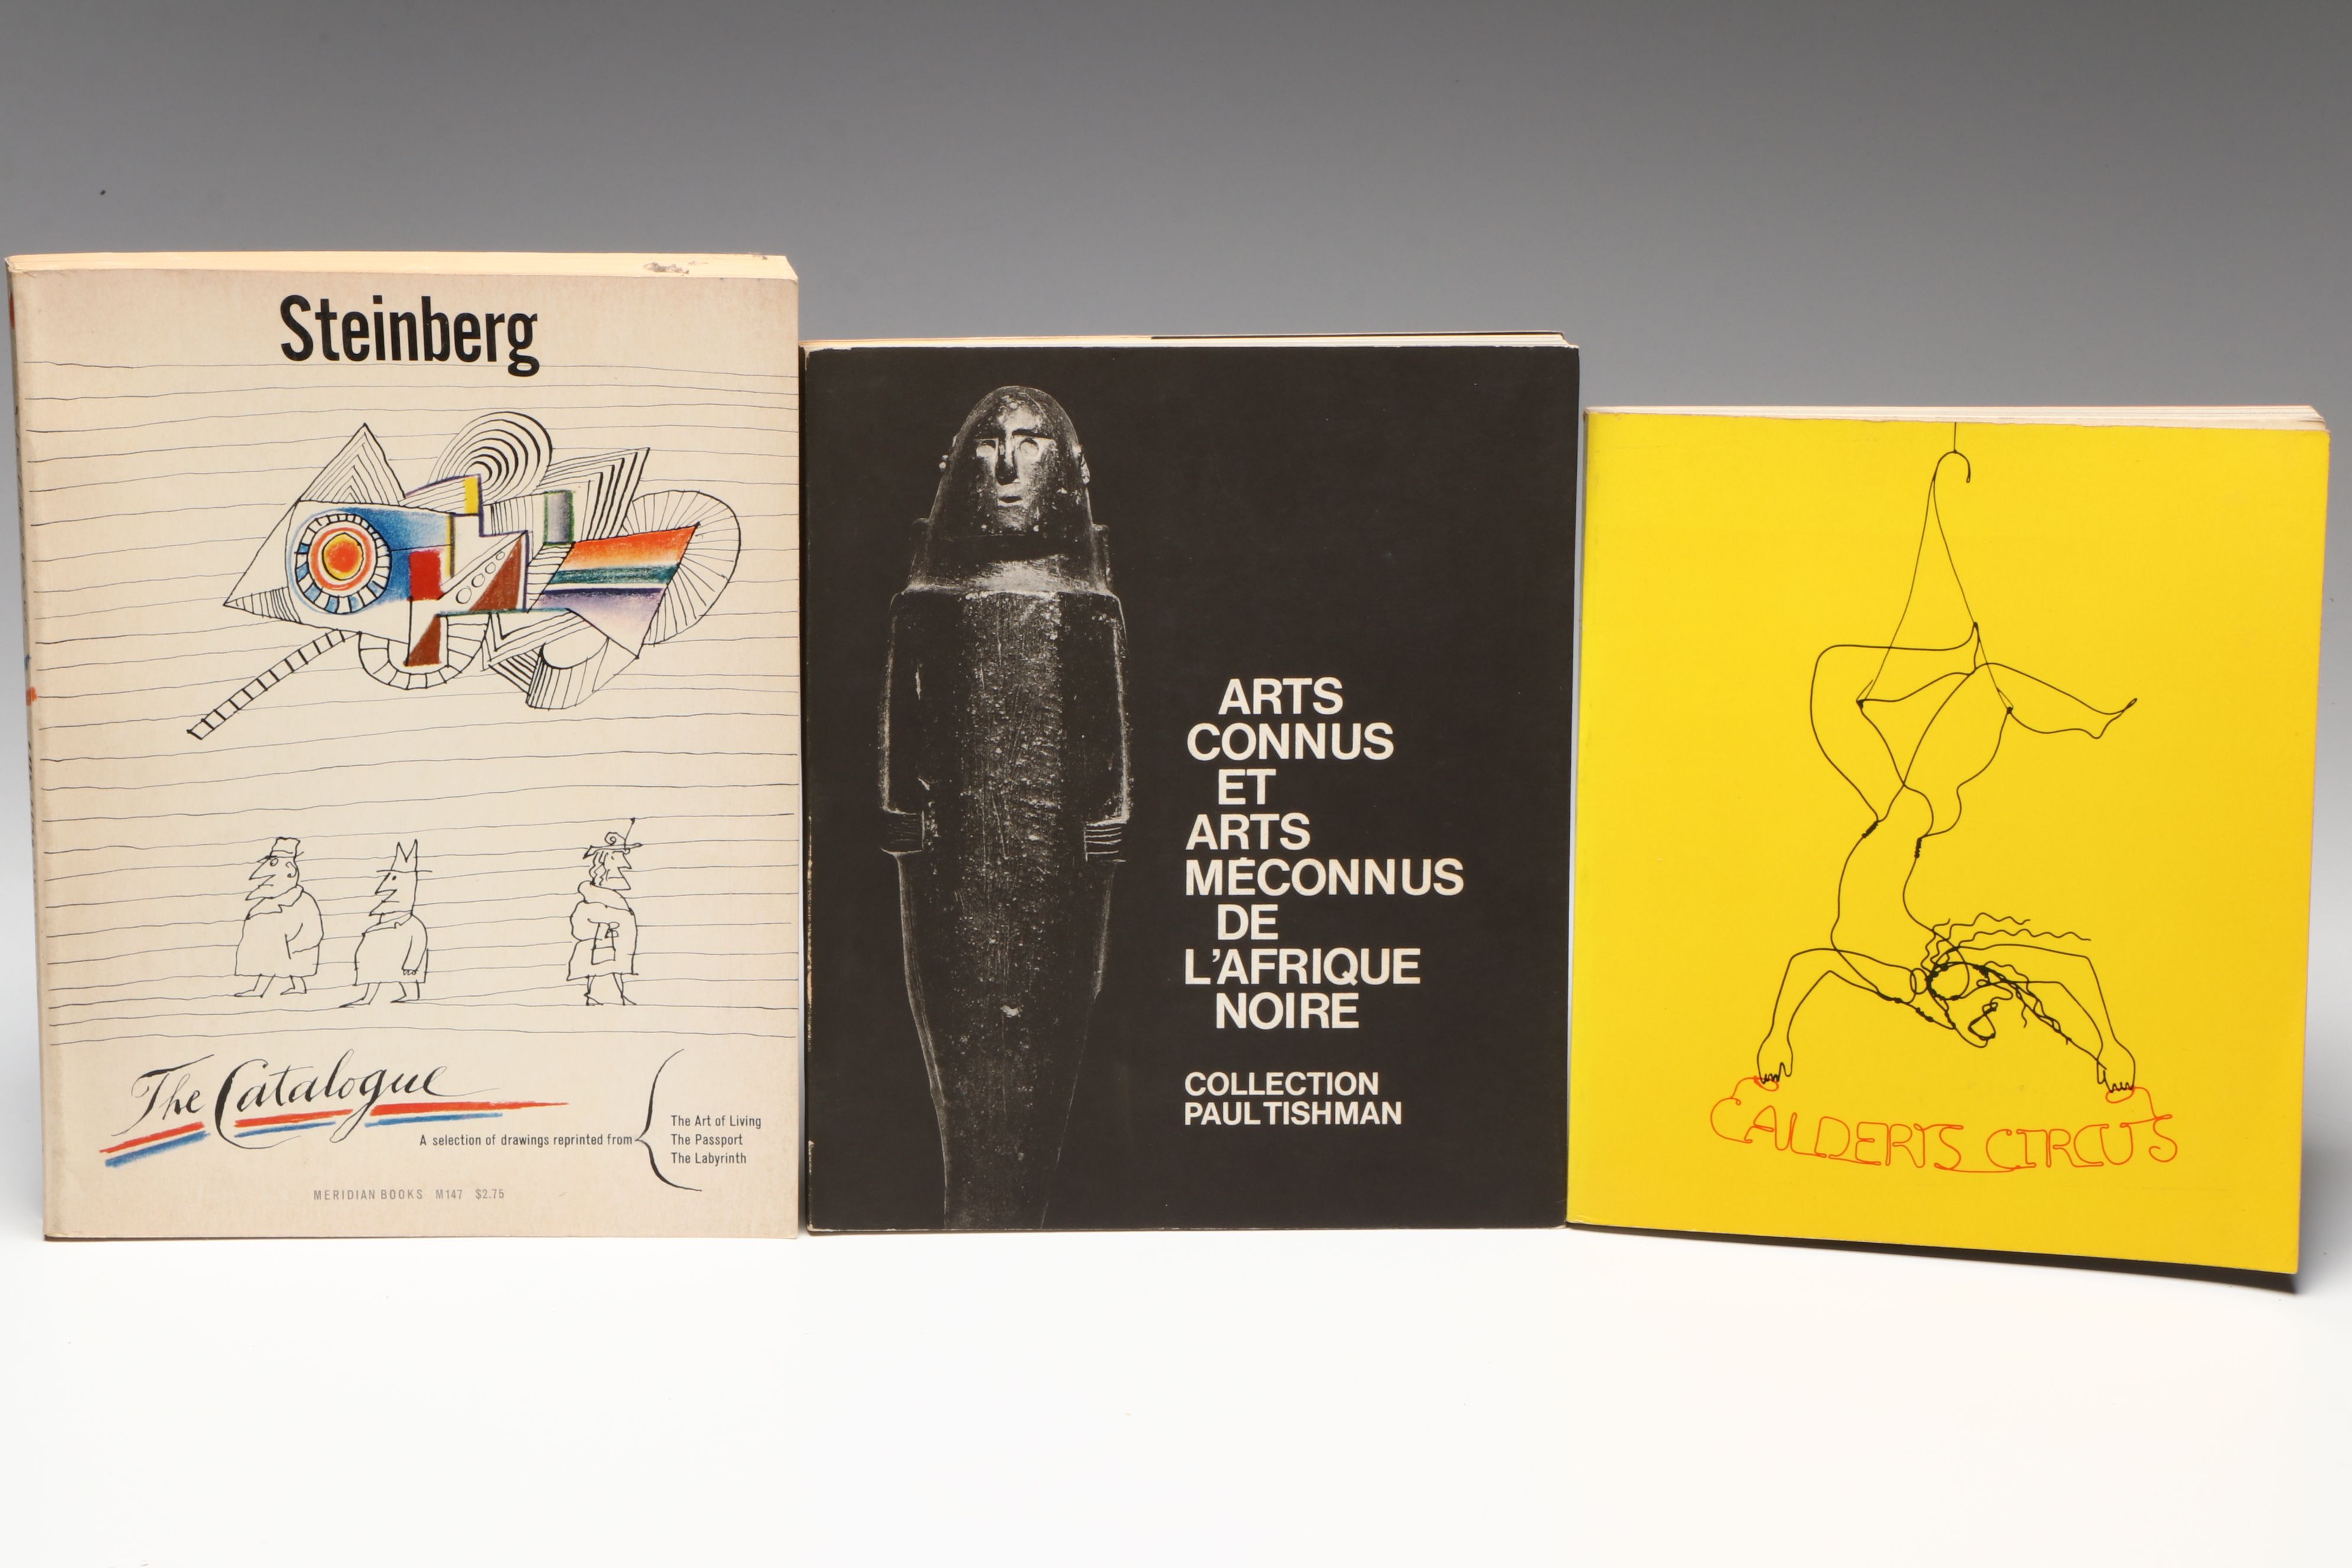 Steinberg
The Catalogue
A selection of drawings reprinted from
The Art of Living
The Passport
The Labyrinth
MERIDIAN BOOKS M147 $2.75
ARTS
CONNUS
ET
ARTS
MÉCONNUS
DE
L'AFRIQUE
NOIRE
COLLECTION
PAUL TISHMAN
CALDER'S CIRCUS